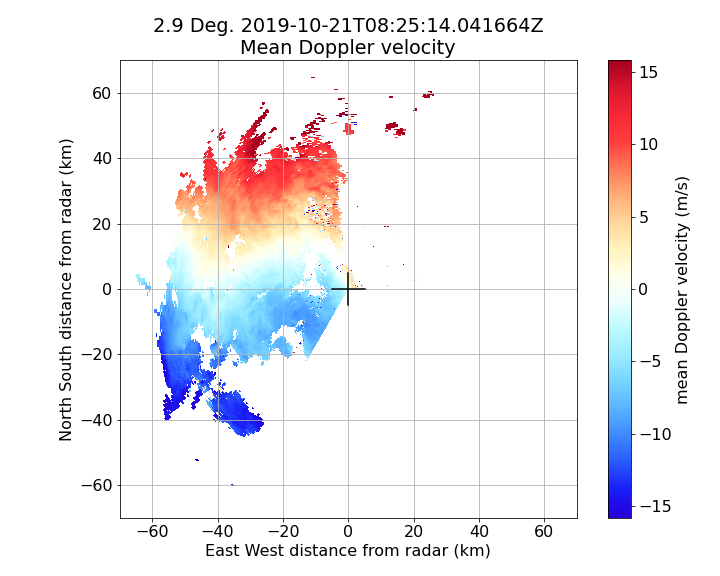 2.9 Deg. 2019-10-21T08:25:14.041664Z
Mean Doppler velocity
60
40
20
0
−20
−40
−60
North South distance from radar (km)
−60 −40 −20 0 20 40 60
East West distance from radar (km)
15
10
5
0
−5
−10
−15
mean Doppler velocity (m/s)